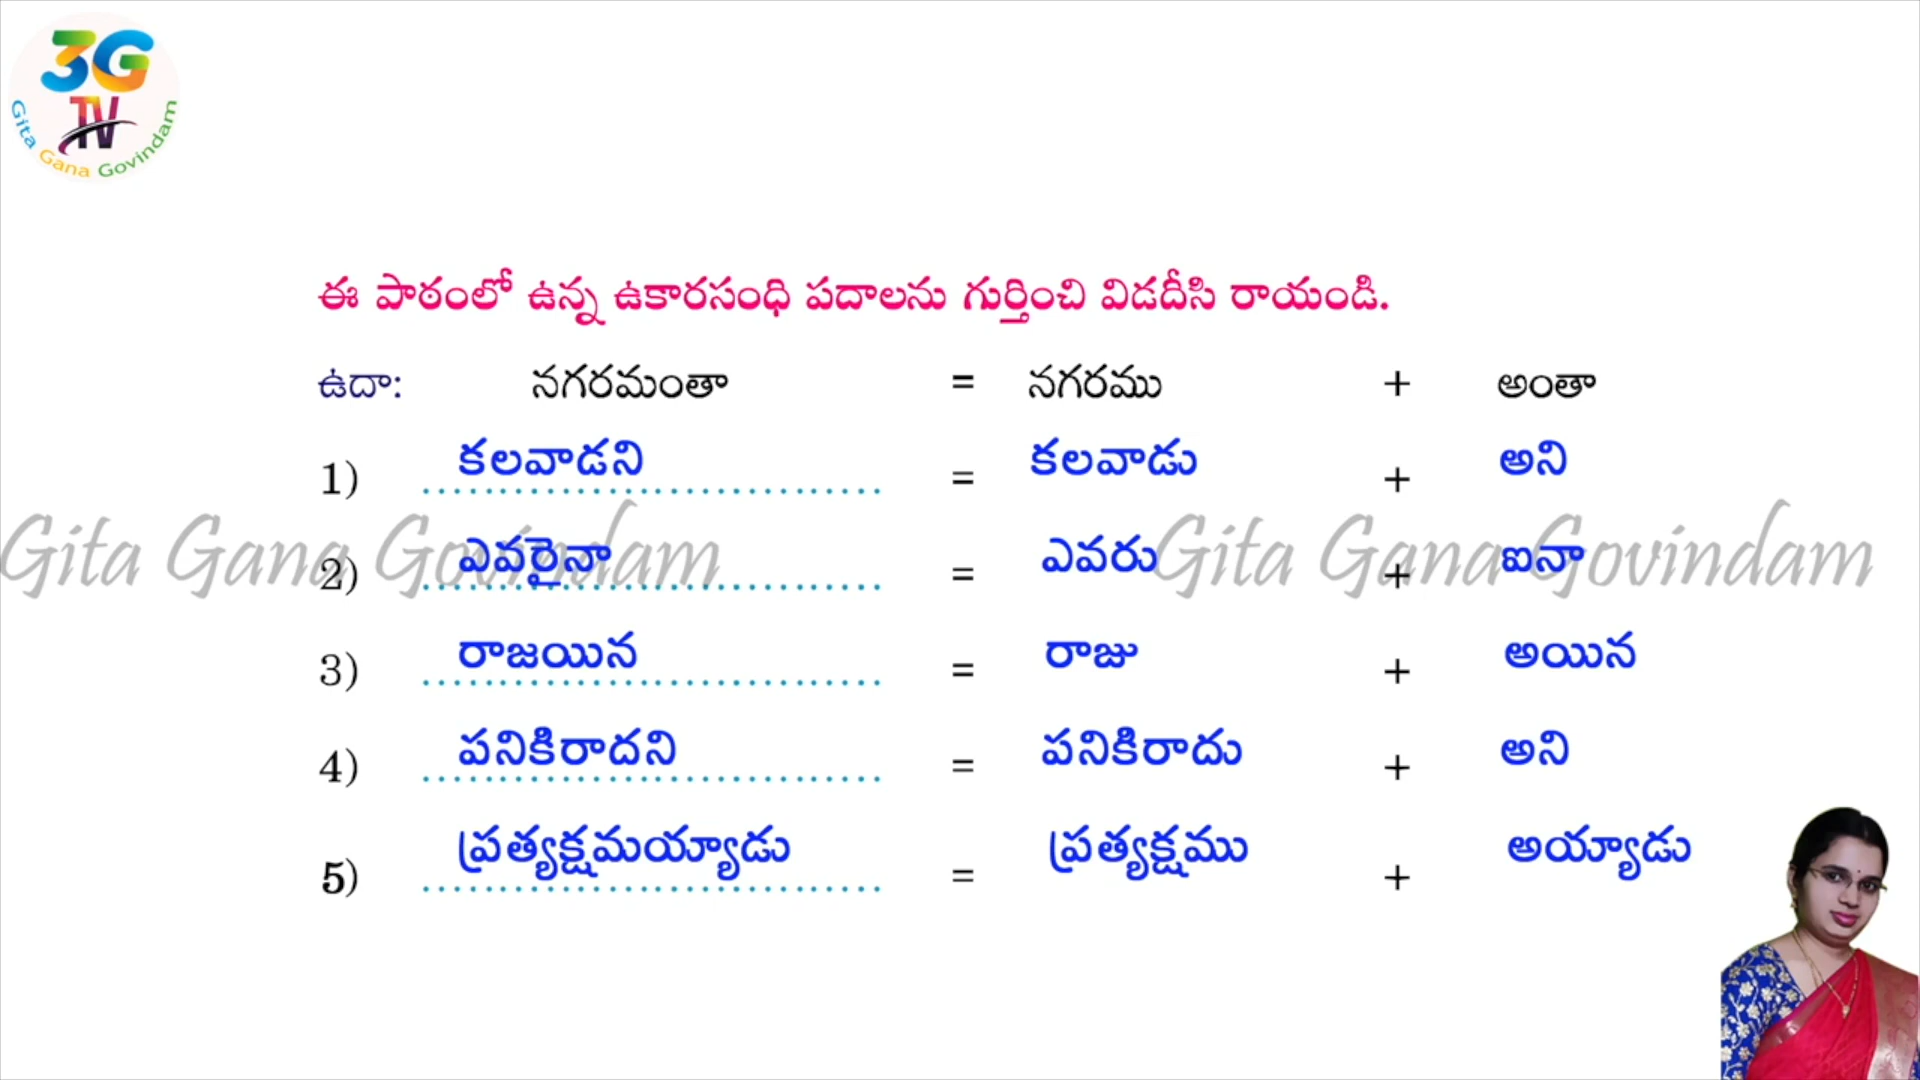 3G
TV
Gita Gana Govindam
ఈ పాఠంలో ఉన్న ఉకారసంధి పదాలను గుర్తించి విడదీసి రాయండి.
ఉదా: నగరమంతా = నగరము + అంతా
1) కలవాడని = కలవాడు + అని
Gita Gana Govindam Gita Gana Govindam
2) ఎవరైనా = ఎవరు + ఐనా
3) రాజయిన = రాజు + అయిన
4) పనికిరాదని = పనికిరాదు + అని
5) ప్రత్యక్షమయ్యాడు = ప్రత్యక్షము + అయ్యాడు